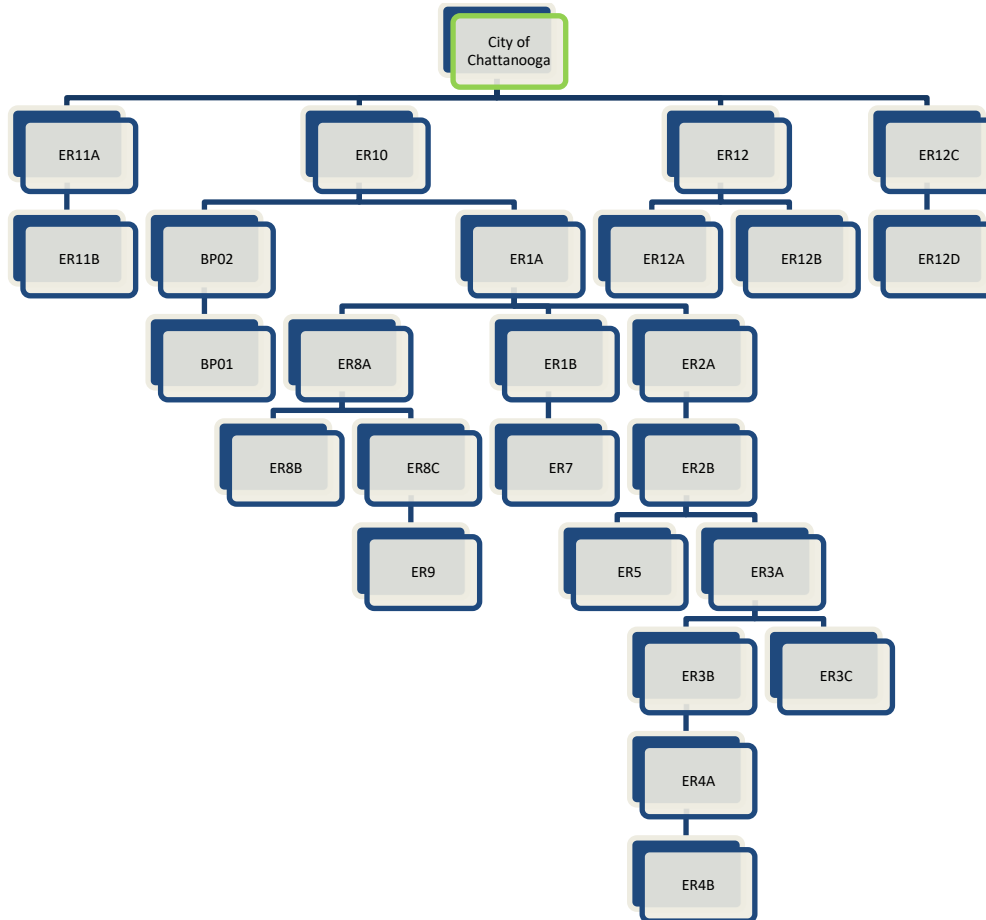 City of
Chattanooga
ER11A
ER10
ER12
ER12C
ER11B
BP02
ER1A
ER12A
ER12B
ER12D
BP01
ER8A
ER1B
ER2A
ER8B
ER8C
ER7
ER2B
ER9
ER5
ER3A
ER3B
ER3C
ER4A
ER4B